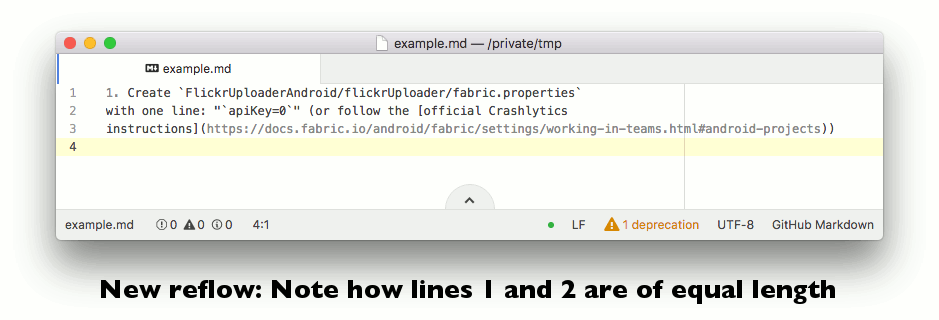 example.md — /private/tmp
example.md
1 1. Create `FlickrUploaderAndroid/flickrUploader/fabric.properties`
2 with one line: "`apiKey=0`" (or follow the [official Crashlytics
3 instructions](https://docs.fabric.io/android/fabric/settings/working-in-teams.html#android-projects))
4
example.md 0 0 0 4:1 LF 1 deprecation UTF-8 GitHub Markdown
New reflow: Note how lines 1 and 2 are of equal length